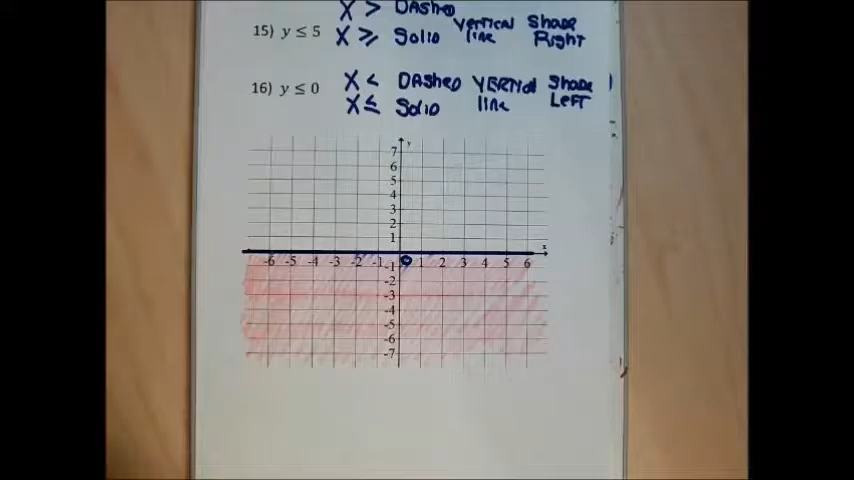 X > DASHED
15) y ≤ 5 X ≥ Solid vertical line Shade Right
16) y ≤ 0 X < DASHED VERTical Shade
X ≤ Solid line Left
y
7
6
5
4
3
2
1
x
-6 -5 -4 -3 -2 -1 0 1 2 3 4 5 6
-1
-2
-3
-4
-5
-6
-7